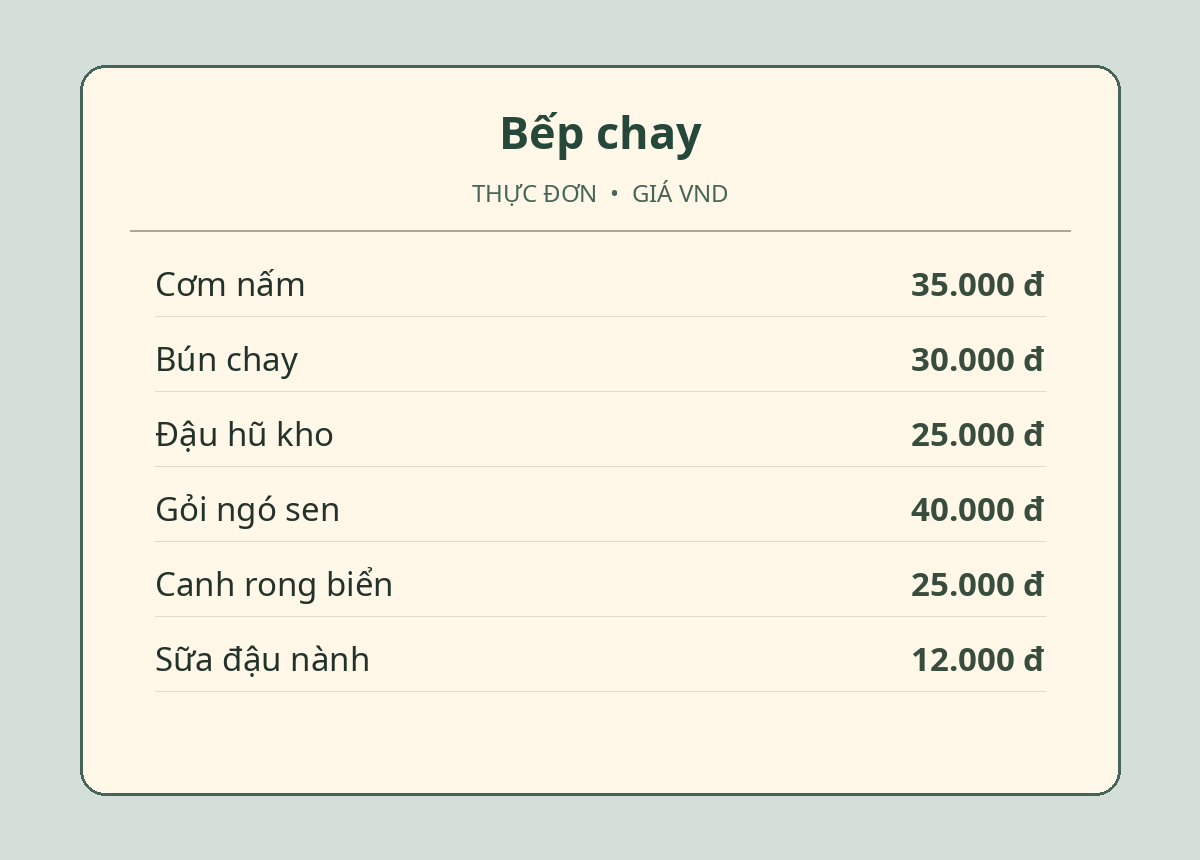 Bếp chay
THỰC ĐƠN • GIÁ VND
Cơm nấm 35.000 đ
Bún chay 30.000 đ
Đậu hũ kho 25.000 đ
Gỏi ngó sen 40.000 đ
Canh rong biển 25.000 đ
Sữa đậu nành 12.000 đ